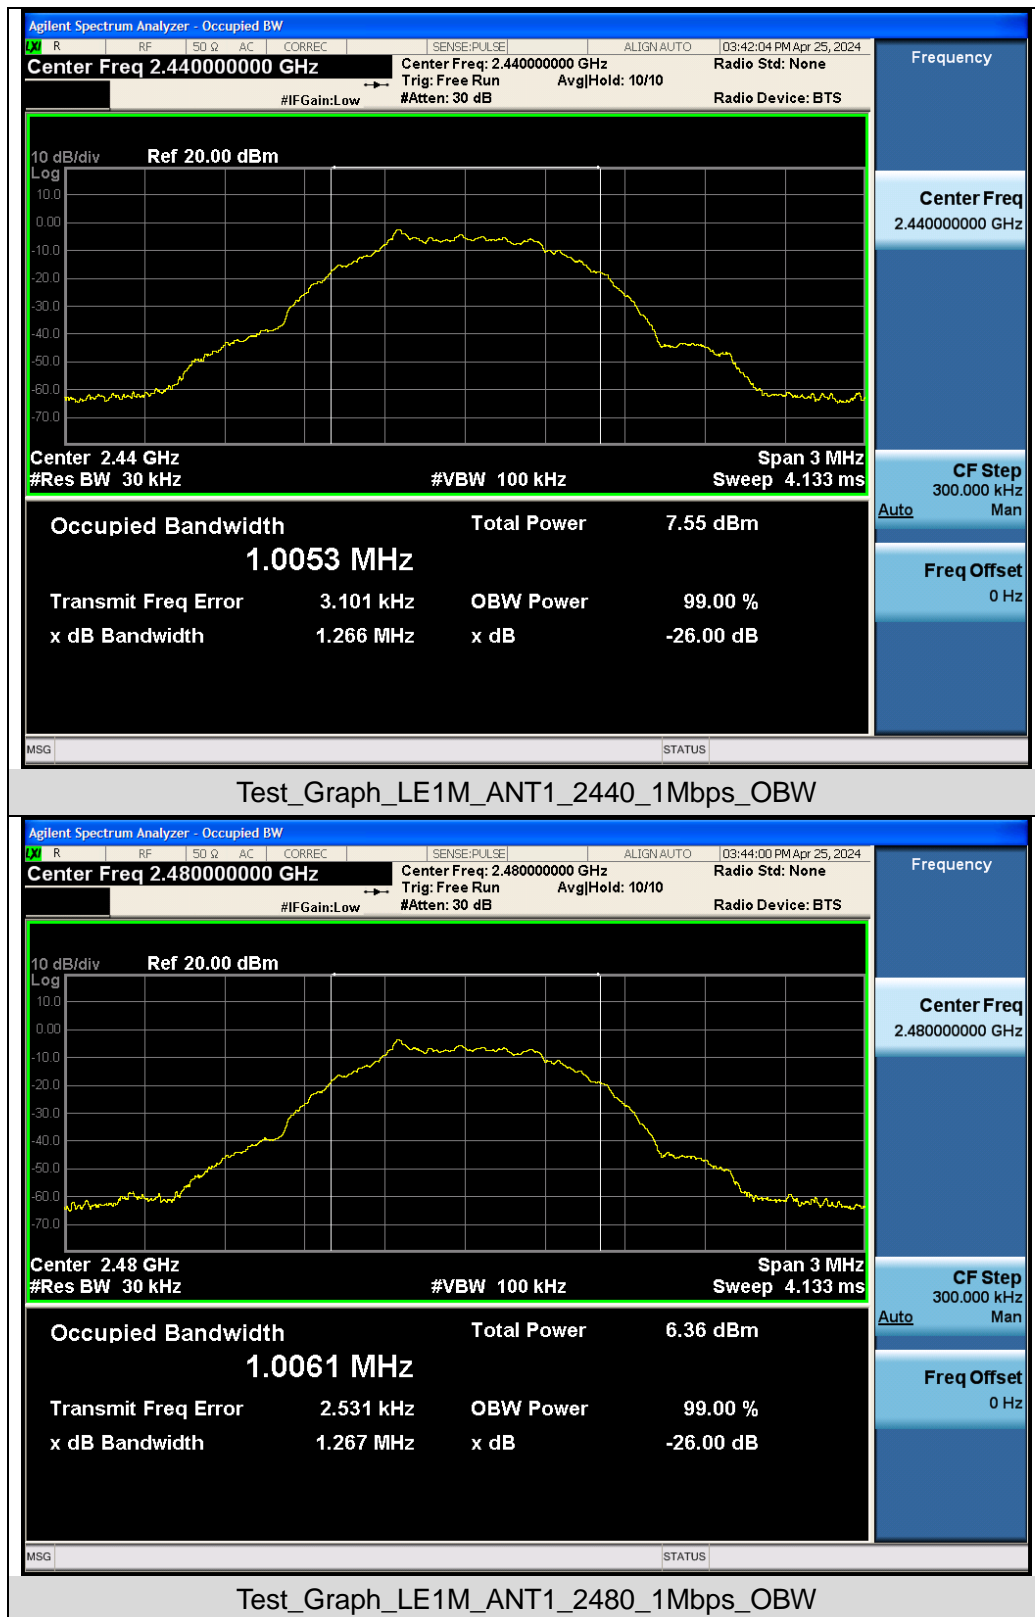 Agilent Spectrum Analyzer - Occupied BW
LXI R RF 50 Ω AC CORREC SENSE:PULSE ALIGN AUTO 03:42:04 PM Apr 25, 2024
Center Freq 2.440000000 GHz
Center Freq: 2.440000000 GHz Radio Std: None
Trig: Free Run Avg|Hold: 10/10
#IFGain:Low #Atten: 30 dB Radio Device: BTS
Frequency
10 dB/div Ref 20.00 dBm
Log
10.0
0.00
-10.0
-20.0
-30.0
-40.0
-50.0
-60.0
-70.0
Center 2.44 GHz Span 3 MHz
#Res BW 30 kHz #VBW 100 kHz Sweep 4.133 ms
Center Freq
2.440000000 GHz
CF Step
300.000 kHz
Auto Man
Freq Offset
0 Hz
Occupied Bandwidth Total Power 7.55 dBm
1.0053 MHz
Transmit Freq Error 3.101 kHz OBW Power 99.00 %
x dB Bandwidth 1.266 MHz x dB -26.00 dB
MSG STATUS
Test_Graph_LE1M_ANT1_2440_1Mbps_OBW
Agilent Spectrum Analyzer - Occupied BW
LXI R RF 50 Ω AC CORREC SENSE:PULSE ALIGN AUTO 03:44:00 PM Apr 25, 2024
Center Freq 2.480000000 GHz
Center Freq: 2.480000000 GHz Radio Std: None
Trig: Free Run Avg|Hold: 10/10
#IFGain:Low #Atten: 30 dB Radio Device: BTS
Frequency
10 dB/div Ref 20.00 dBm
Log
10.0
0.00
-10.0
-20.0
-30.0
-40.0
-50.0
-60.0
-70.0
Center 2.48 GHz Span 3 MHz
#Res BW 30 kHz #VBW 100 kHz Sweep 4.133 ms
Center Freq
2.480000000 GHz
CF Step
300.000 kHz
Auto Man
Freq Offset
0 Hz
Occupied Bandwidth Total Power 6.36 dBm
1.0061 MHz
Transmit Freq Error 2.531 kHz OBW Power 99.00 %
x dB Bandwidth 1.267 MHz x dB -26.00 dB
MSG STATUS
Test_Graph_LE1M_ANT1_2480_1Mbps_OBW